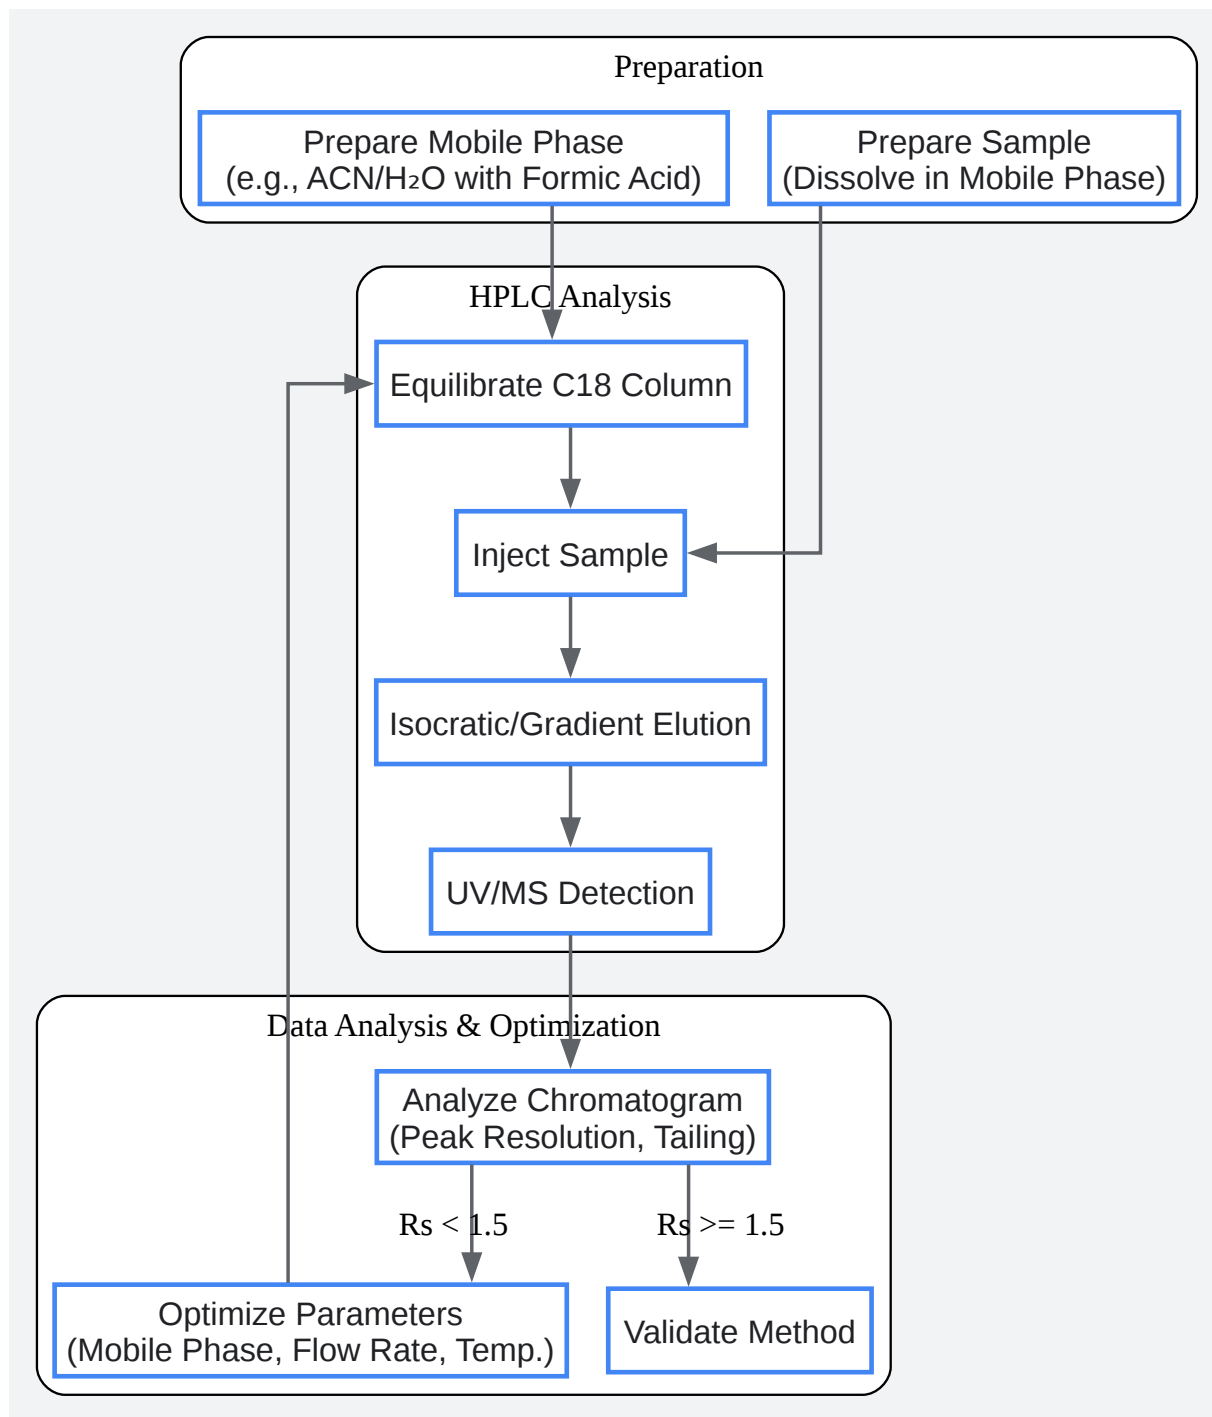 Preparation
Prepare Mobile Phase
(e.g., ACN/H₂O with Formic Acid)
Prepare Sample
(Dissolve in Mobile Phase)
HPLC Analysis
Equilibrate C18 Column
Inject Sample
Isocratic/Gradient Elution
UV/MS Detection
Data Analysis & Optimization
Analyze Chromatogram
(Peak Resolution, Tailing)
Rs < 1.5
Rs >= 1.5
Optimize Parameters
(Mobile Phase, Flow Rate, Temp.)
Validate Method